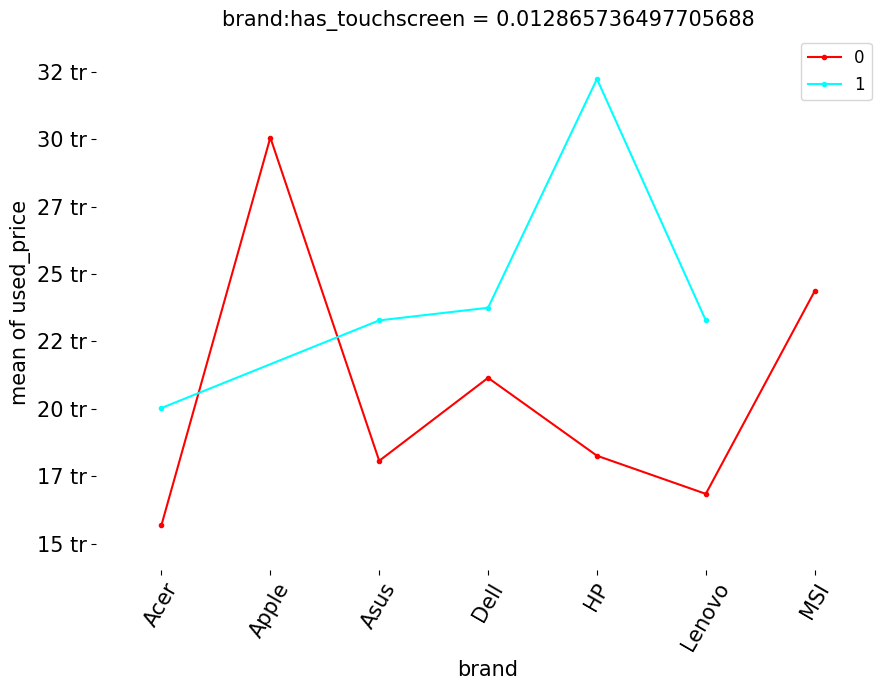 brand:has_touchscreen = 0.012865736497705688
0
1
32 tr
30 tr
27 tr
25 tr
22 tr
20 tr
17 tr
15 tr
mean of used_price
Acer
Apple
Asus
Dell
HP
Lenovo
MSI
brand